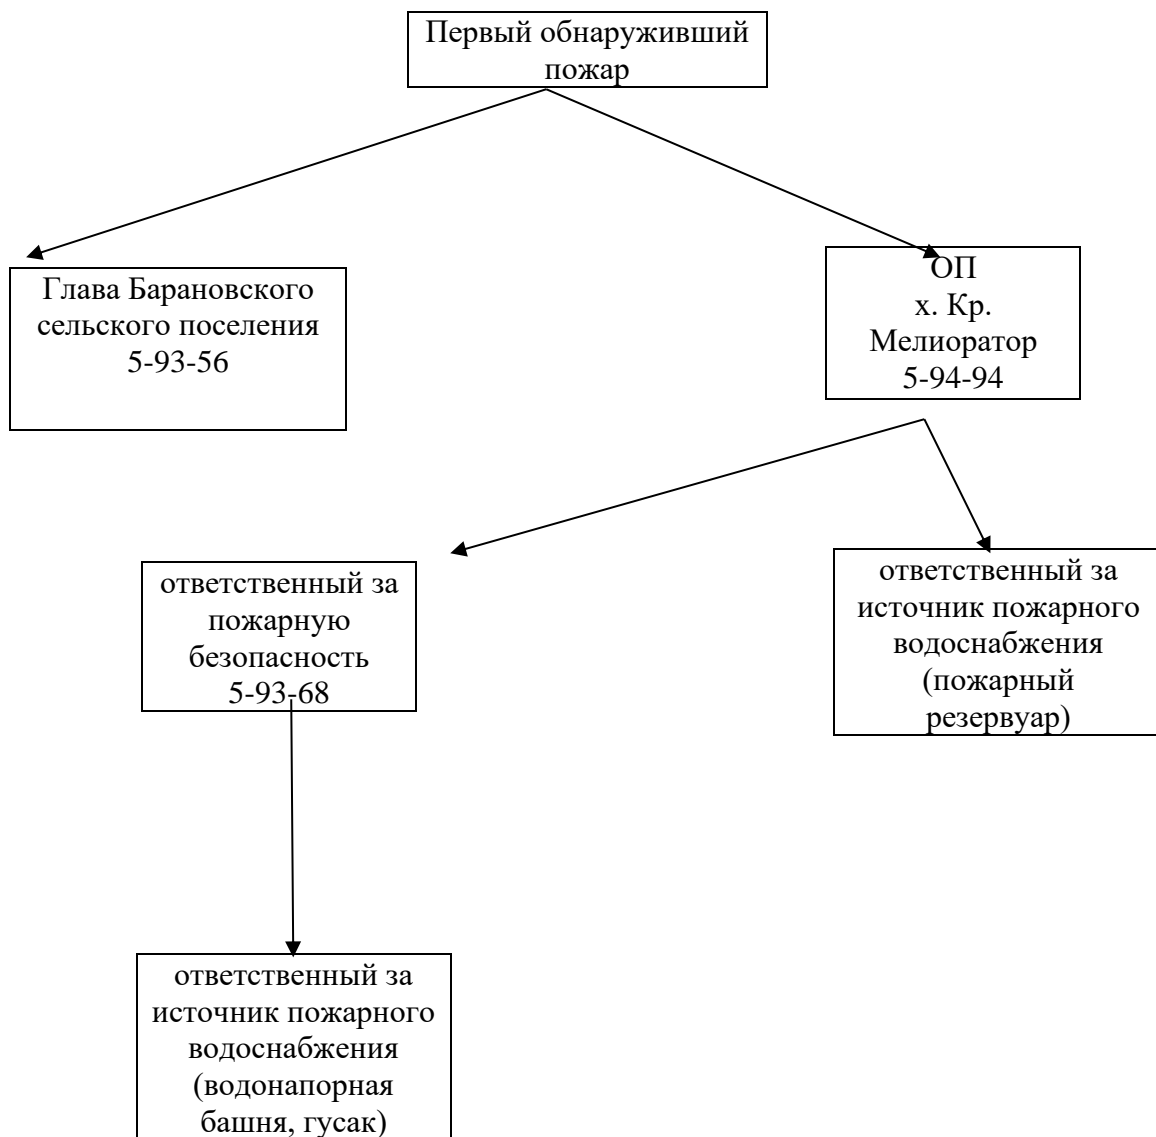 Первый обнаруживший
пожар
Глава Барановского
сельского поселения
5-93-56
ОП
х. Кр.
Мелиоратор
5-94-94
ответственный за
пожарную
безопасность
5-93-68
ответственный за
источник пожарного
водоснабжения
(пожарный
резервуар)
ответственный за
источник пожарного
водоснабжения
(водонапорная
башня, гусак)